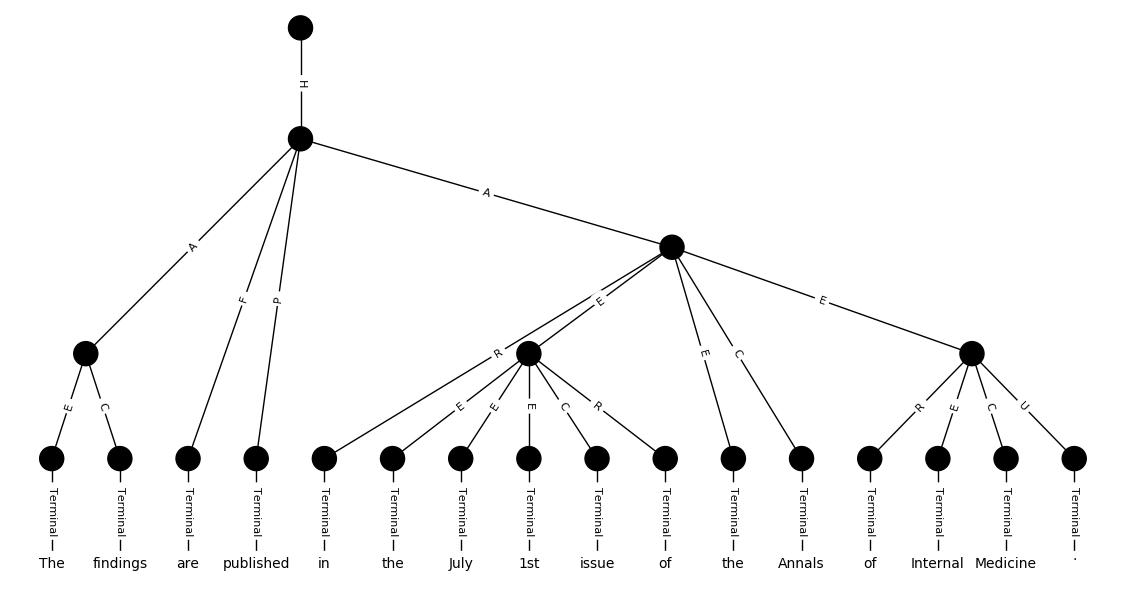 H
A
A
F
P
E
E
R
E
C
E
C
E
E
E
C
R
R
E
C
U
Terminal Terminal Terminal Terminal Terminal Terminal Terminal Terminal Terminal Terminal Terminal Terminal Terminal Terminal Terminal Terminal
The findings are published in the July 1st issue of the Annals of Internal Medicine .